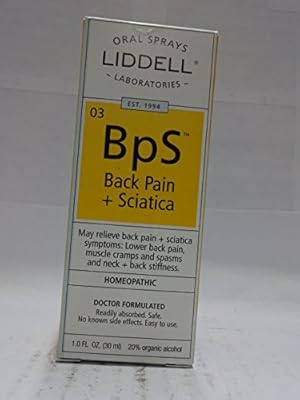 ORAL SPRAYS
LIDDELL®
LABORATORIES
EST. 1994
03
BpS™
Back Pain
+ Sciatica
May relieve back pain + sciatica
symptoms: Lower back pain,
muscle cramps and spasms
and neck + back stiffness.
HOMEOPATHIC
DOCTOR FORMULATED
Readily absorbed. Safe.
No known side effects. Easy to use.
1.0 FL. OZ. (30 ml) 20% organic alcohol